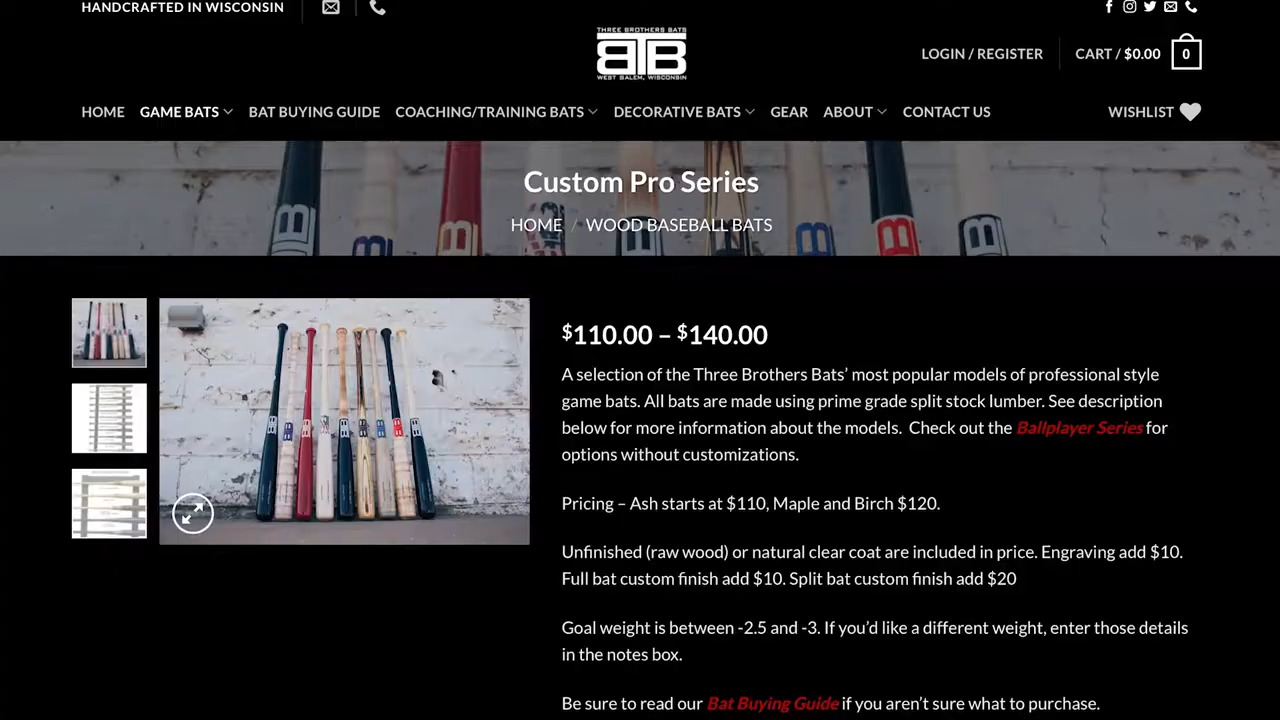 HANDCRAFTED IN WISCONSIN
THREE BROTHERS BATS
BTB
WEST SALEM, WISCONSIN
LOGIN / REGISTER
CART / $0.00
0
HOME
GAME BATS
BAT BUYING GUIDE
COACHING/TRAINING BATS
DECORATIVE BATS
GEAR
ABOUT
CONTACT US
WISHLIST
Custom Pro Series
HOME / WOOD BASEBALL BATS
$110.00 – $140.00
A selection of the Three Brothers Bats’ most popular models of professional style
game bats. All bats are made using prime grade split stock lumber. See description
below for more information about the models. Check out the Ballplayer Series for
options without customizations.
Pricing – Ash starts at $110, Maple and Birch $120.
Unfinished (raw wood) or natural clear coat are included in price. Engraving add $10.
Full bat custom finish add $10. Split bat custom finish add $20
Goal weight is between -2.5 and -3. If you’d like a different weight, enter those details
in the notes box.
Be sure to read our Bat Buying Guide if you aren’t sure what to purchase.